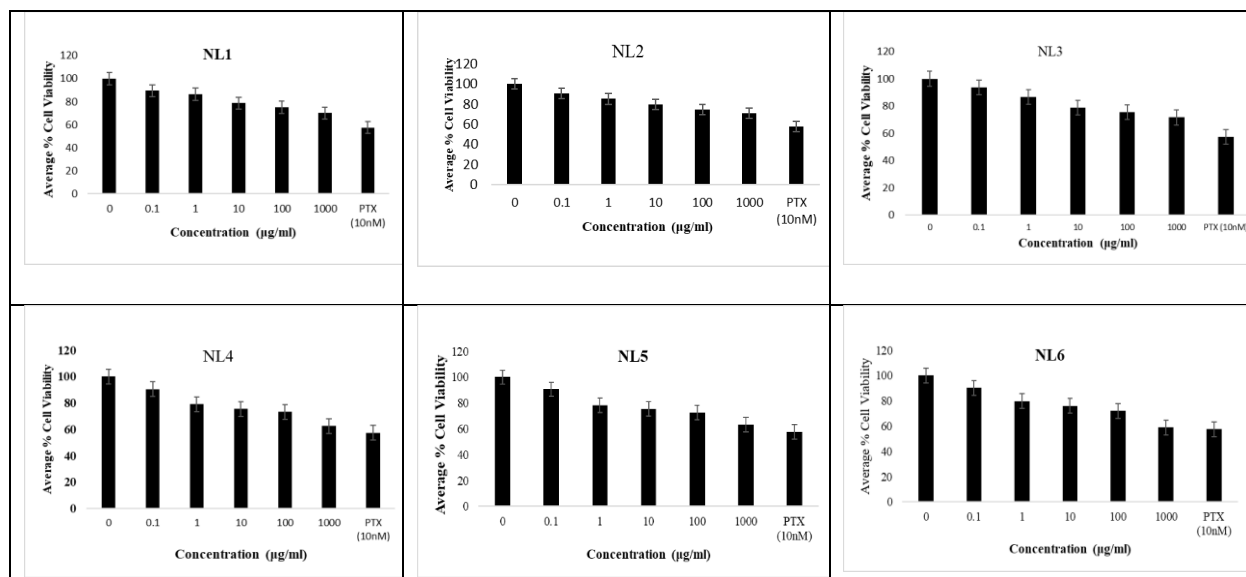 NL1
Average % Cell Viability
120
100
80
60
40
20
0
0 0.1 1 10 100 1000 PTX
(10nM)
Concentration (µg/ml)
NL2
Average % Cell Viability
120
100
80
60
40
20
0
0 0.1 1 10 100 1000 PTX
(10nM)
Concentration (µg/ml)
NL3
Average % Cell Viability
120
100
80
60
40
20
0
0 0.1 1 10 100 1000 PTX (10nM)
Concentration (µg/ml)
NL4
Average % Cell Viability
120
100
80
60
40
20
0
0 0.1 1 10 100 1000 PTX
(10nM)
Concentration (µg/ml)
NL5
Average % Cell Viability
120
100
80
60
40
20
0
0 0.1 1 10 100 1000 PTX
(10nM)
Concentration (µg/ml)
NL6
Average % Cell Viability
120
100
80
60
40
20
0
0 0.1 1 10 100 1000 PTX
(10nM)
Concentration (µg/ml)